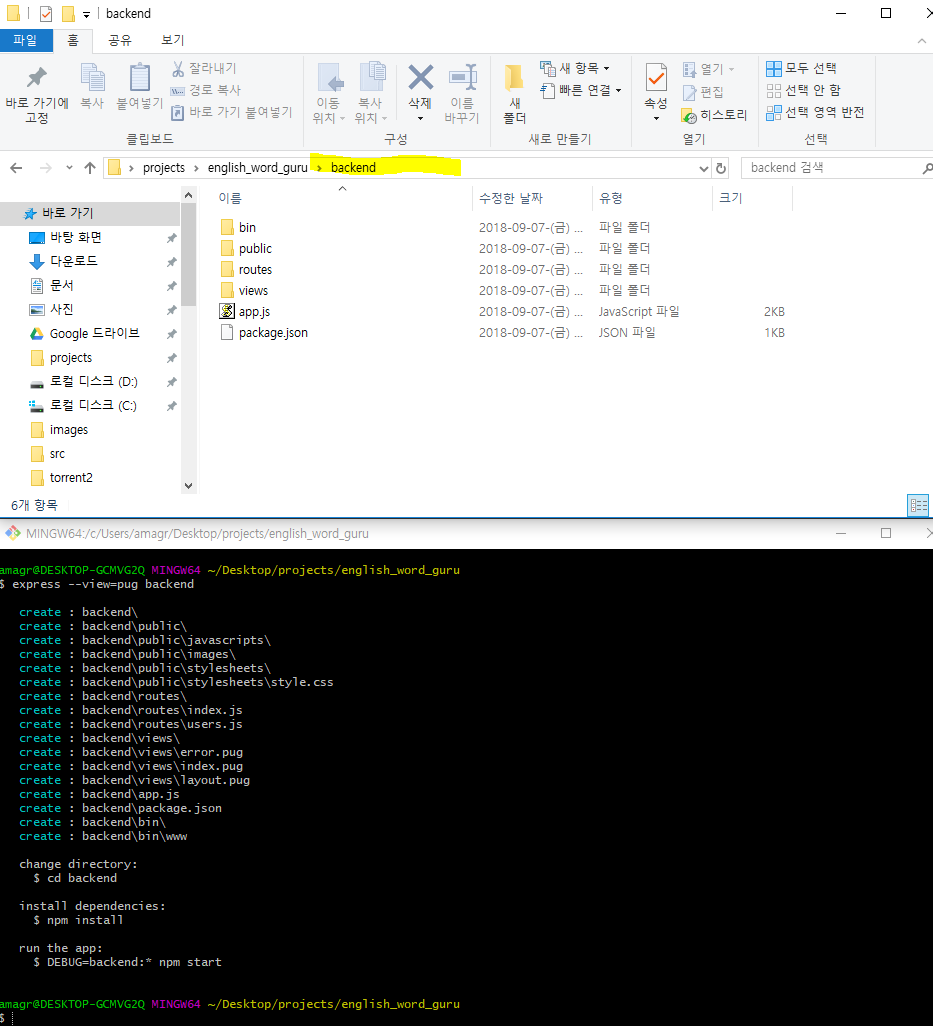 backend
파일 홈 공유 보기
바로 가기에 고정
복사
붙여넣기
잘라내기
경로 복사
바로 가기 붙여넣기
클립보드
이동 위치
복사 위치
삭제
이름 바꾸기
구성
새 폴더
새 항목
빠른 연결
새로 만들기
속성
열기
편집
히스토리
열기
모두 선택
선택 안 함
선택 영역 반전
선택
projects english_word_guru backend
backend 검색
바로 가기
바탕 화면
다운로드
문서
사진
Google 드라이브
projects
로컬 디스크 (D:)
로컬 디스크 (C:)
images
src
torrent2
이름 수정한 날짜 유형 크기
bin 2018-09-07-(금) ... 파일 폴더
public 2018-09-07-(금) ... 파일 폴더
routes 2018-09-07-(금) ... 파일 폴더
views 2018-09-07-(금) ... 파일 폴더
app.js 2018-09-07-(금) ... JavaScript 파일 2KB
package.json 2018-09-07-(금) ... JSON 파일 1KB
6개 항목
MINGW64:/c/Users/amagr/Desktop/projects/english_word_guru
amagr@DESKTOP-GCMVG2Q MINGW64 ~/Desktop/projects/english_word_guru
$ express --view=pug backend
create : backend\
create : backend\public\
create : backend\public\javascripts\
create : backend\public\images\
create : backend\public\stylesheets\
create : backend\public\stylesheets\style.css
create : backend\routes\
create : backend\routes\index.js
create : backend\routes\users.js
create : backend\views\
create : backend\views\error.pug
create : backend\views\index.pug
create : backend\views\layout.pug
create : backend\app.js
create : backend\package.json
create : backend\bin\
create : backend\bin\www
change directory:
$ cd backend
install dependencies:
$ npm install
run the app:
$ DEBUG=backend:* npm start
amagr@DESKTOP-GCMVG2Q MINGW64 ~/Desktop/projects/english_word_guru
$